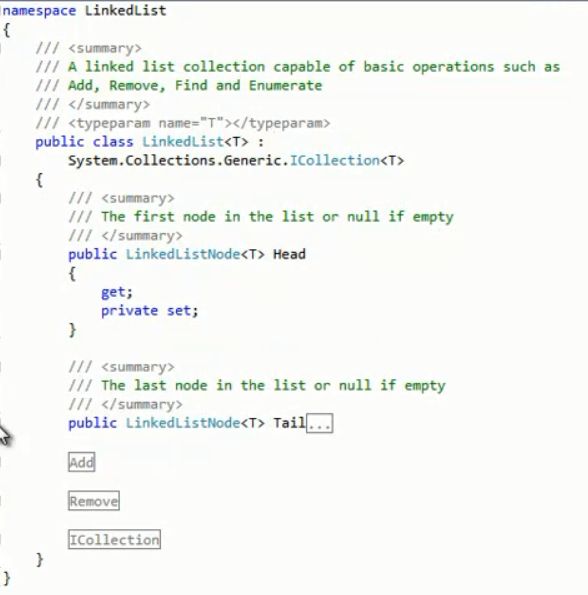 namespace LinkedList
{
/// <summary>
/// A linked list collection capable of basic operations such as
/// Add, Remove, Find and Enumerate
/// </summary>
/// <typeparam name="T"></typeparam>
public class LinkedList<T> :
System.Collections.Generic.ICollection<T>
{
/// <summary>
/// The first node in the list or null if empty
/// </summary>
public LinkedListNode<T> Head
{
get;
private set;
}
/// <summary>
/// The last node in the list or null if empty
/// </summary>
public LinkedListNode<T> Tail...
Add
Remove
ICollection
}
}